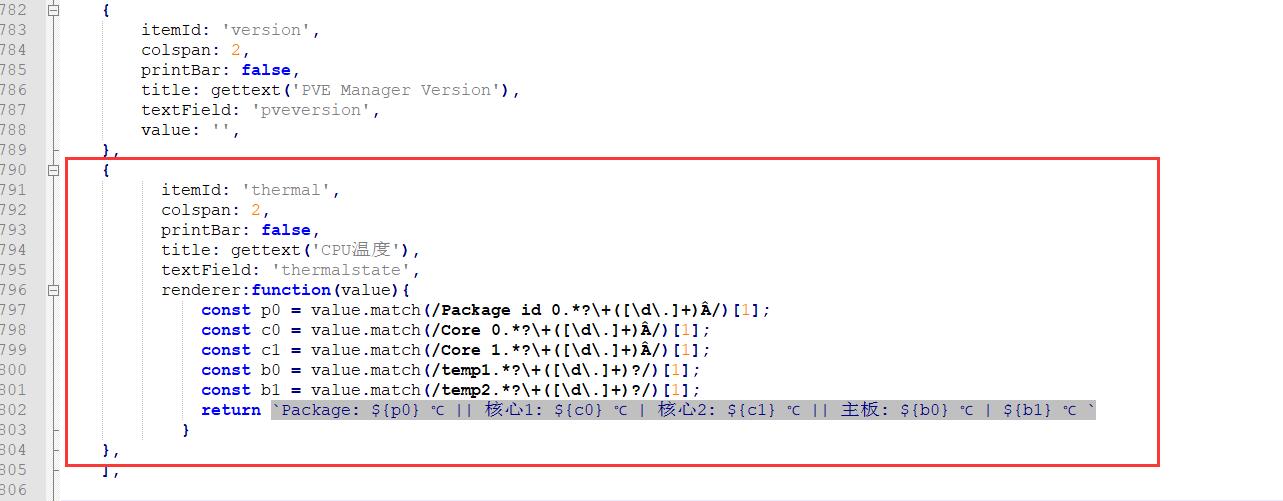 782 {
783 itemId: 'version',
784 colspan: 2,
785 printBar: false,
786 title: gettext('PVE Manager Version'),
787 textField: 'pveversion',
788 value: '',
789 },
790 {
791 itemId: 'thermal',
792 colspan: 2,
793 printBar: false,
794 title: gettext('CPU温度'),
795 textField: 'thermalstate',
796 renderer:function(value){
797 const p0 = value.match(/Package id 0.*?\+([\d\.]+)Â/)[1];
798 const c0 = value.match(/Core 0.*?\+([\d\.]+)Â/)[1];
799 const c1 = value.match(/Core 1.*?\+([\d\.]+)Â/)[1];
800 const b0 = value.match(/temp1.*?\+([\d\.]+)?/)[1];
801 const b1 = value.match(/temp2.*?\+([\d\.]+)?/)[1];
802 return `Package: ${p0} ℃ || 核心1: ${c0} ℃ | 核心2: ${c1} ℃ || 主板: ${b0} ℃ | ${b1} ℃ `
803 }
804 },
805 ],
806